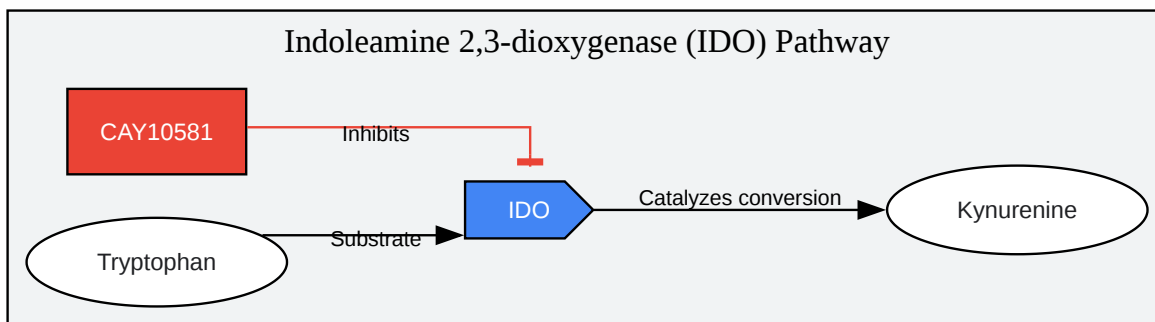 Indoleamine 2,3-dioxygenase (IDO) Pathway
CAY10581
Inhibits
IDO
Catalyzes conversion
Kynurenine
Substrate
Tryptophan